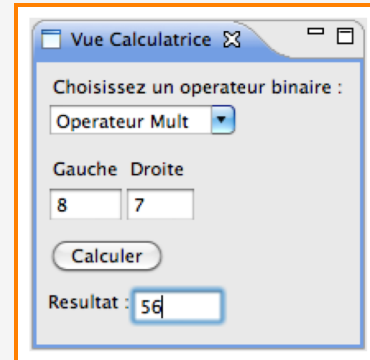 Vue Calculatrice
Choisissez un operateur binaire :
Operateur Mult
Gauche Droite
8 7
Calculer
Resultat : 56